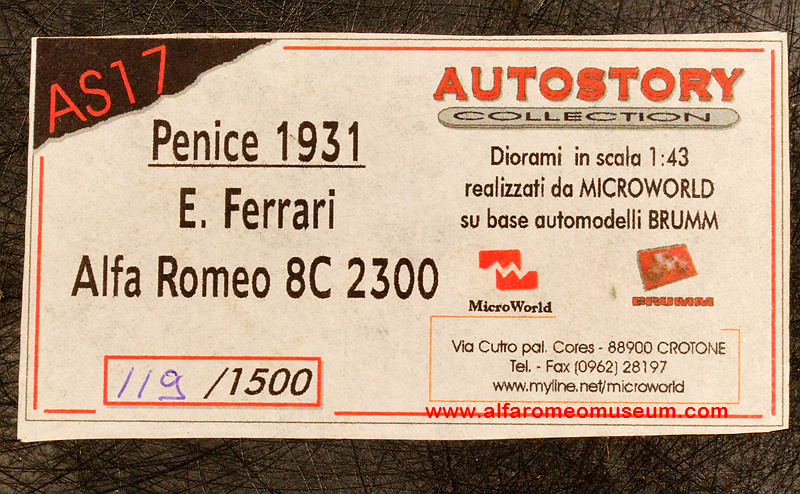 AS17
Penice 1931
E. Ferrari
Alfa Romeo 8C 2300
119 /1500
AUTOSTORY
COLLECTION
Diorami in scala 1:43
realizzati da MICROWORLD
su base automodelli BRUMM
MicroWorld
BRUMM
Via Cutro pal. Cores - 88900 CROTONE
Tel. - Fax (0962) 28197
www.myline.net/microworld
www.alfaromeomuseum.com